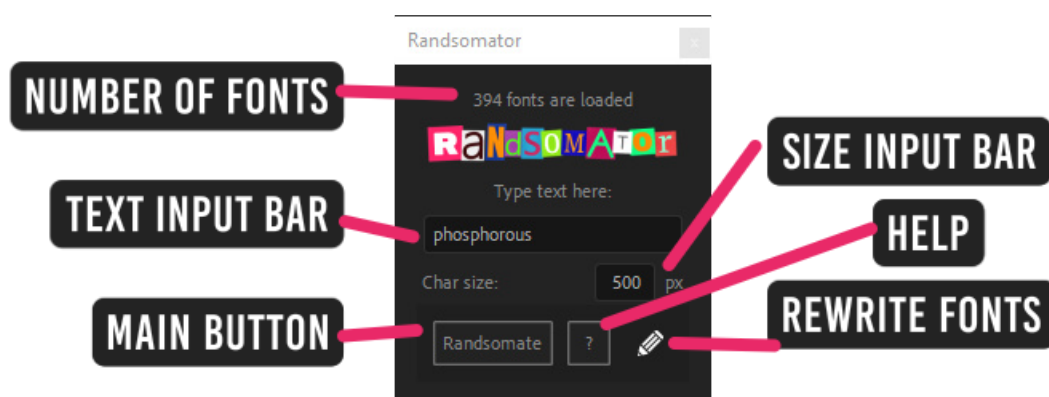 Randsomator x
NUMBER OF FONTS
394 fonts are loaded
RaNdSOMATOr
SIZE INPUT BAR
Type text here:
TEXT INPUT BAR
phosphorous
HELP
Char size: 500 px
MAIN BUTTON
Randsomate ?
REWRITE FONTS